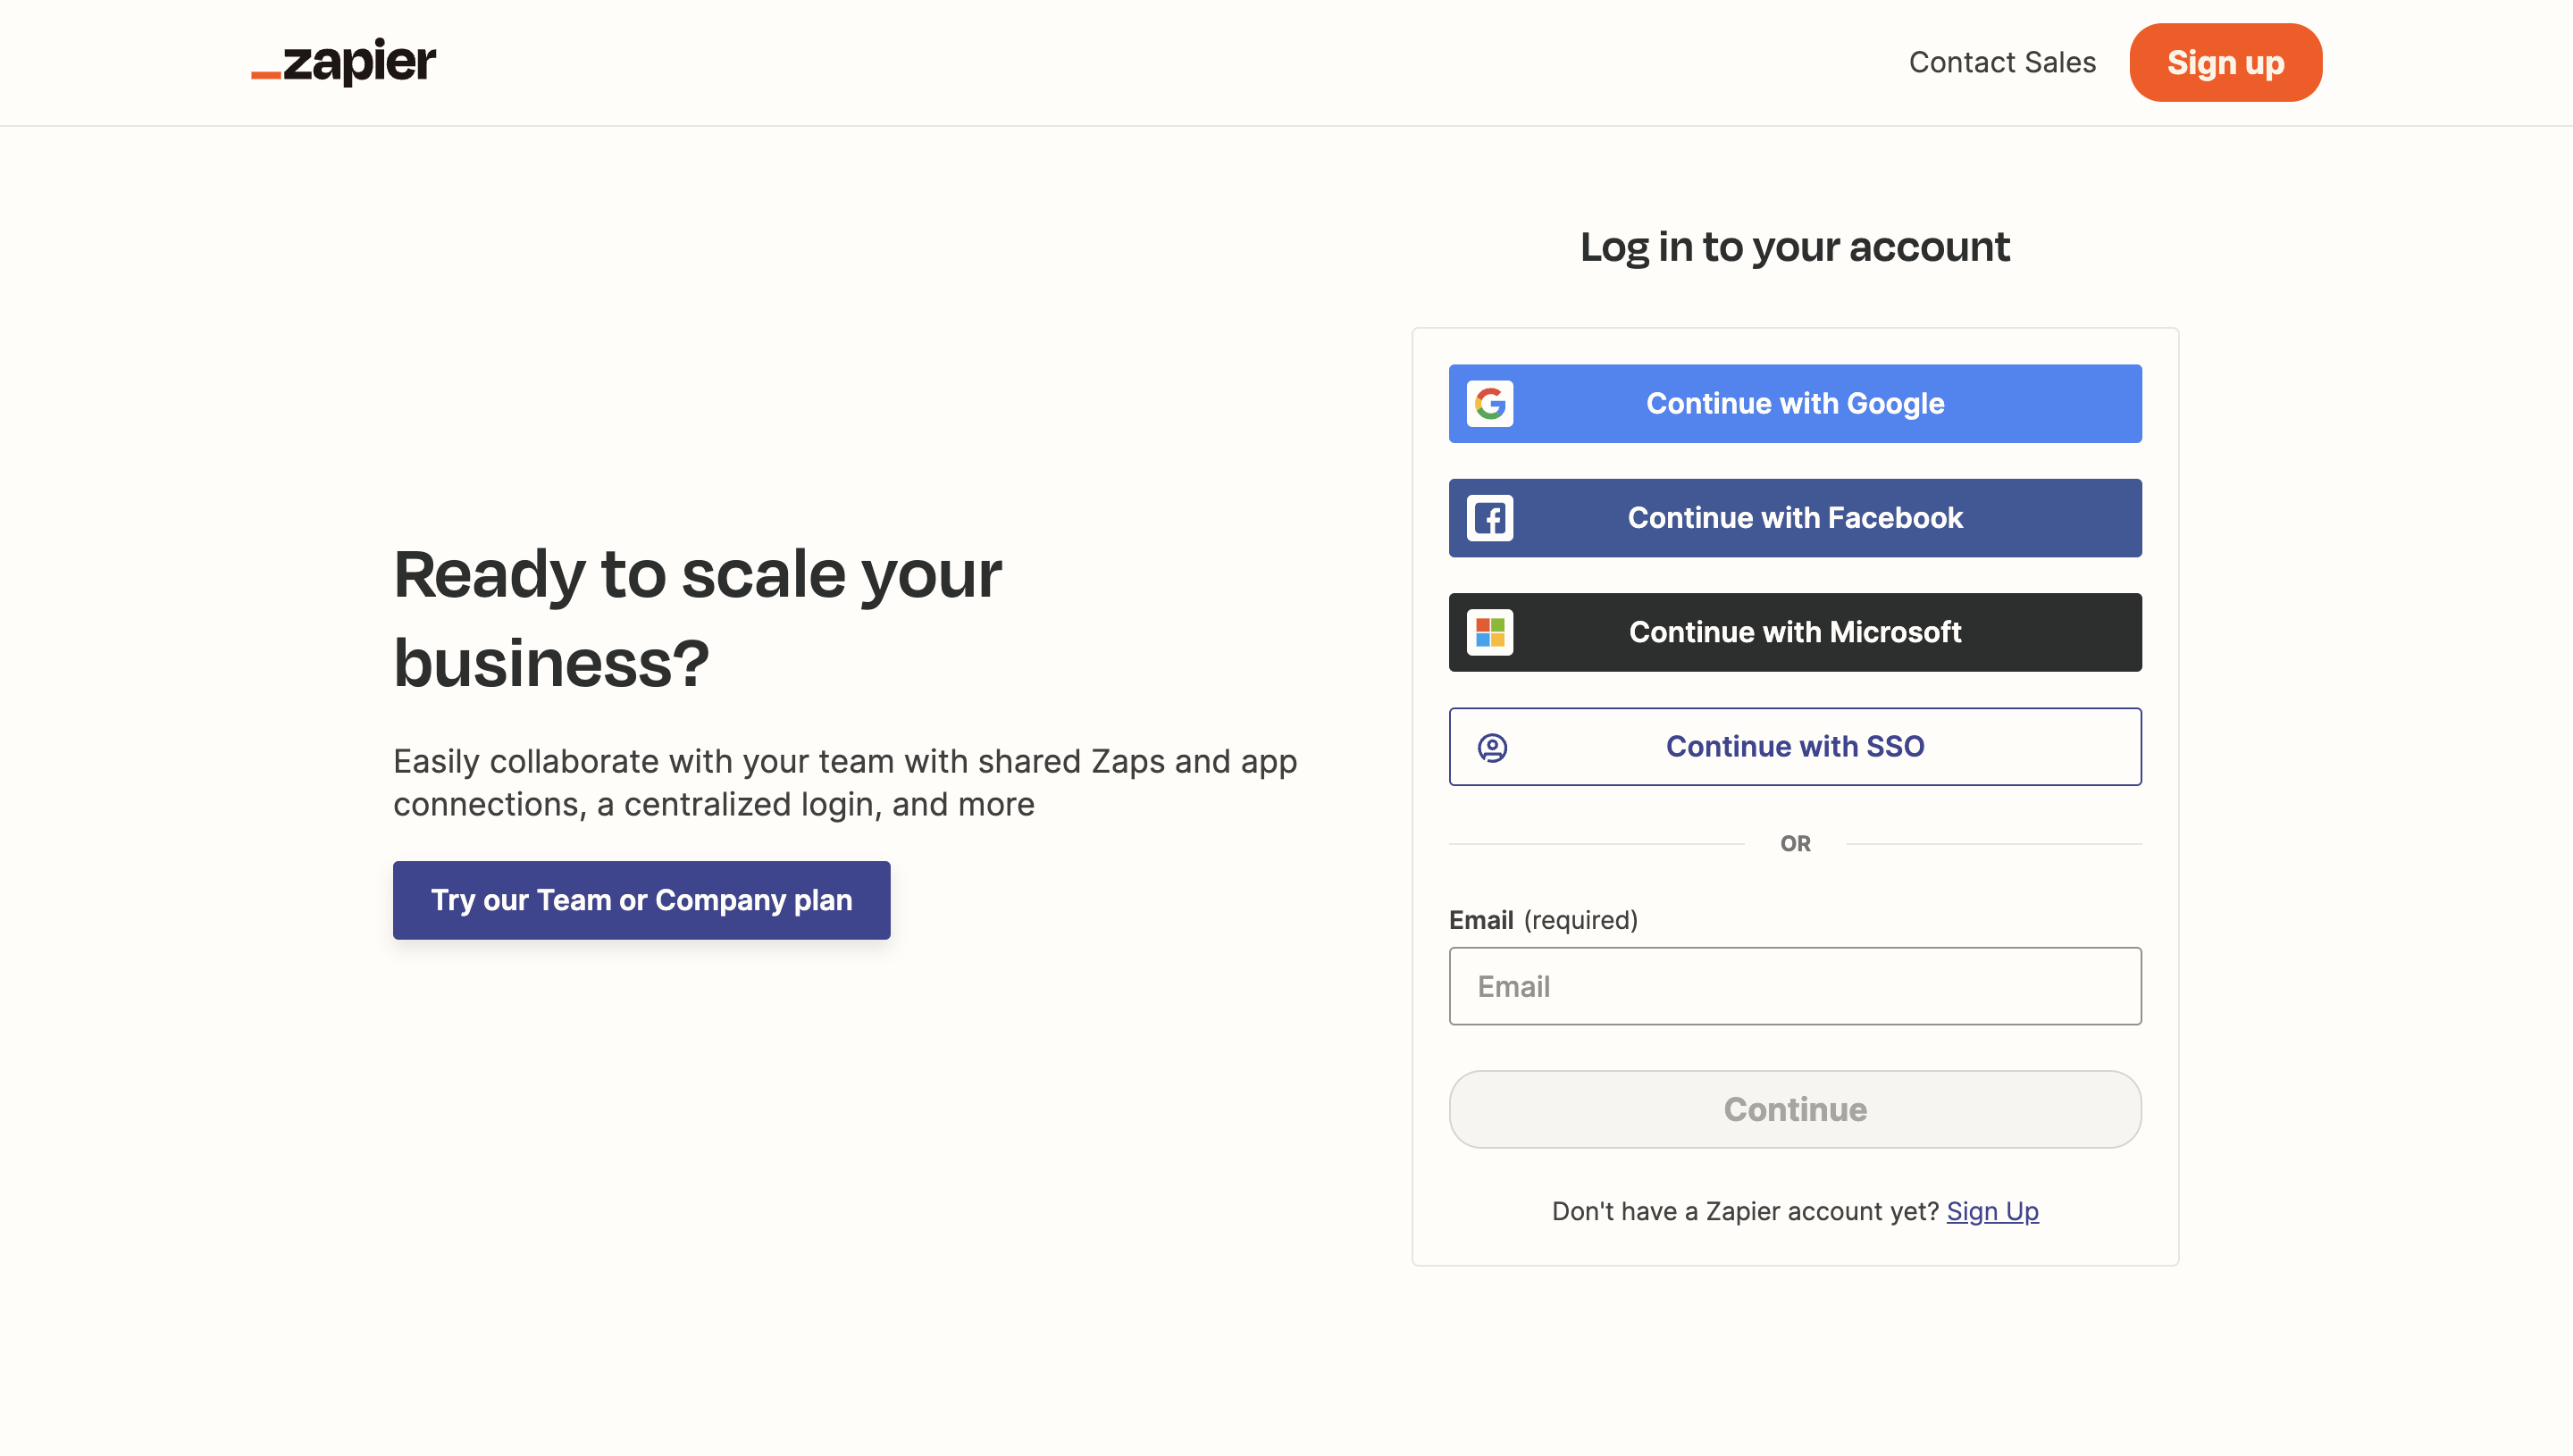 zapier
Contact Sales
Sign up
Ready to scale your
business?
Easily collaborate with your team with shared Zaps and app
connections, a centralized login, and more
Try our Team or Company plan
Log in to your account
Continue with Google
Continue with Facebook
Continue with Microsoft
Continue with SSO
OR
Email (required)
Email
Continue
Don't have a Zapier account yet? Sign Up